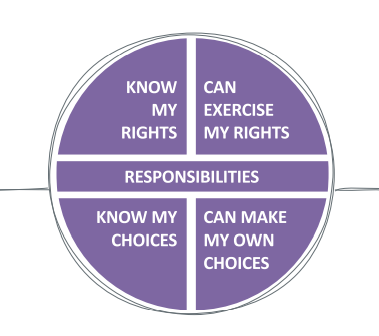 KNOW
MY
RIGHTS
CAN
EXERCISE
MY RIGHTS
RESPONSIBILITIES
KNOW MY
CHOICES
CAN MAKE
MY OWN
CHOICES